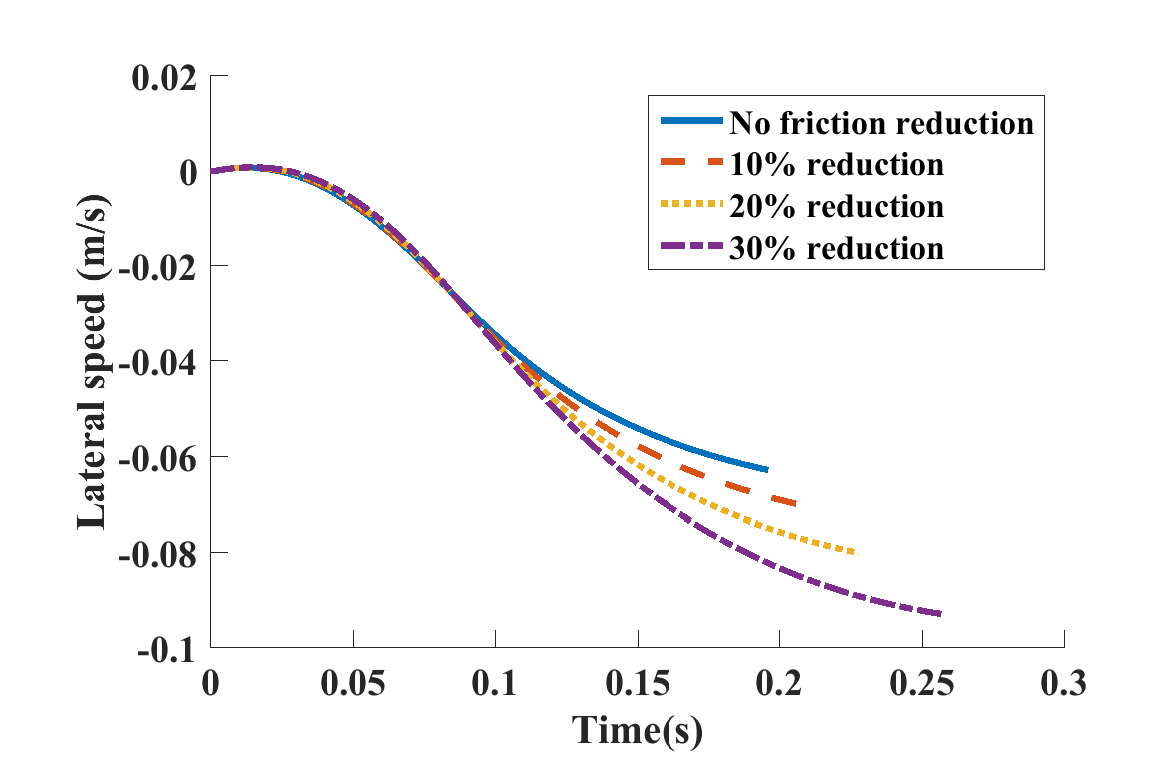 0.02
0
-0.02
-0.04
-0.06
-0.08
-0.1
Lateral speed (m/s)
No friction reduction
10% reduction
20% reduction
30% reduction
0 0.05 0.1 0.15 0.2 0.25 0.3
Time(s)